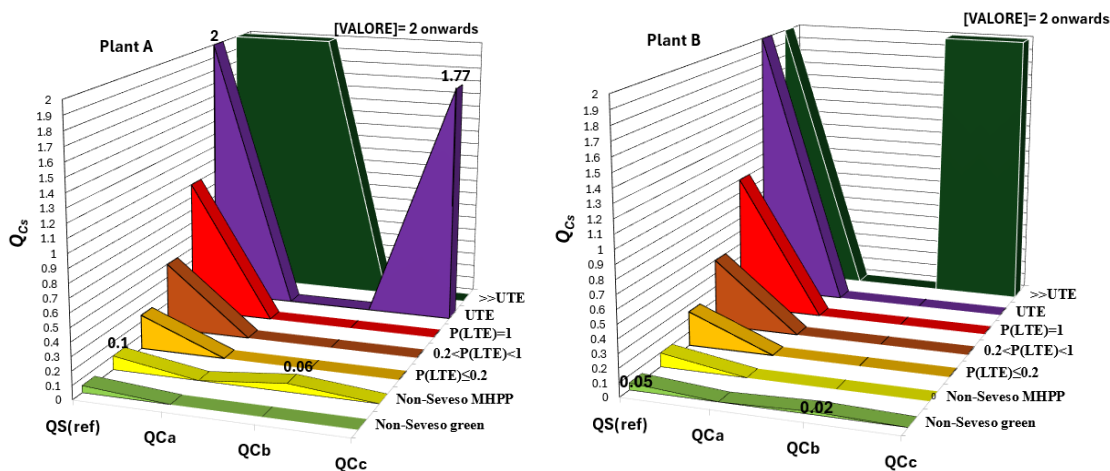 Plant A
[VALORE]= 2 onwards
2
1.77
2
1.9
1.8
1.7
1.6
1.5
1.4
1.3
1.2
1.1
1
0.9
0.8
0.7
0.6
0.5
0.4
0.3
0.2
0.1
0
QCs
0.1
0.06
>>UTE
UTE
P(LTE)=1
0.2<P(LTE)<1
P(LTE)≤0.2
Non-Seveso MHPP
Non-Seveso green
QS(ref)
QCa
QCb
QCc
[VALORE]= 2 onwards
Plant B
2
1.9
1.8
1.7
1.6
1.5
1.4
1.3
1.2
1.1
1
0.9
0.8
0.7
0.6
0.5
0.4
0.3
0.2
0.1
0
QCs
0.05
0.02
0
>>UTE
UTE
P(LTE)=1
0.2<P(LTE)<1
P(LTE)≤0.2
Non-Seveso MHPP
Non-Seveso green
QS(ref)
QCa
QCb
QCc